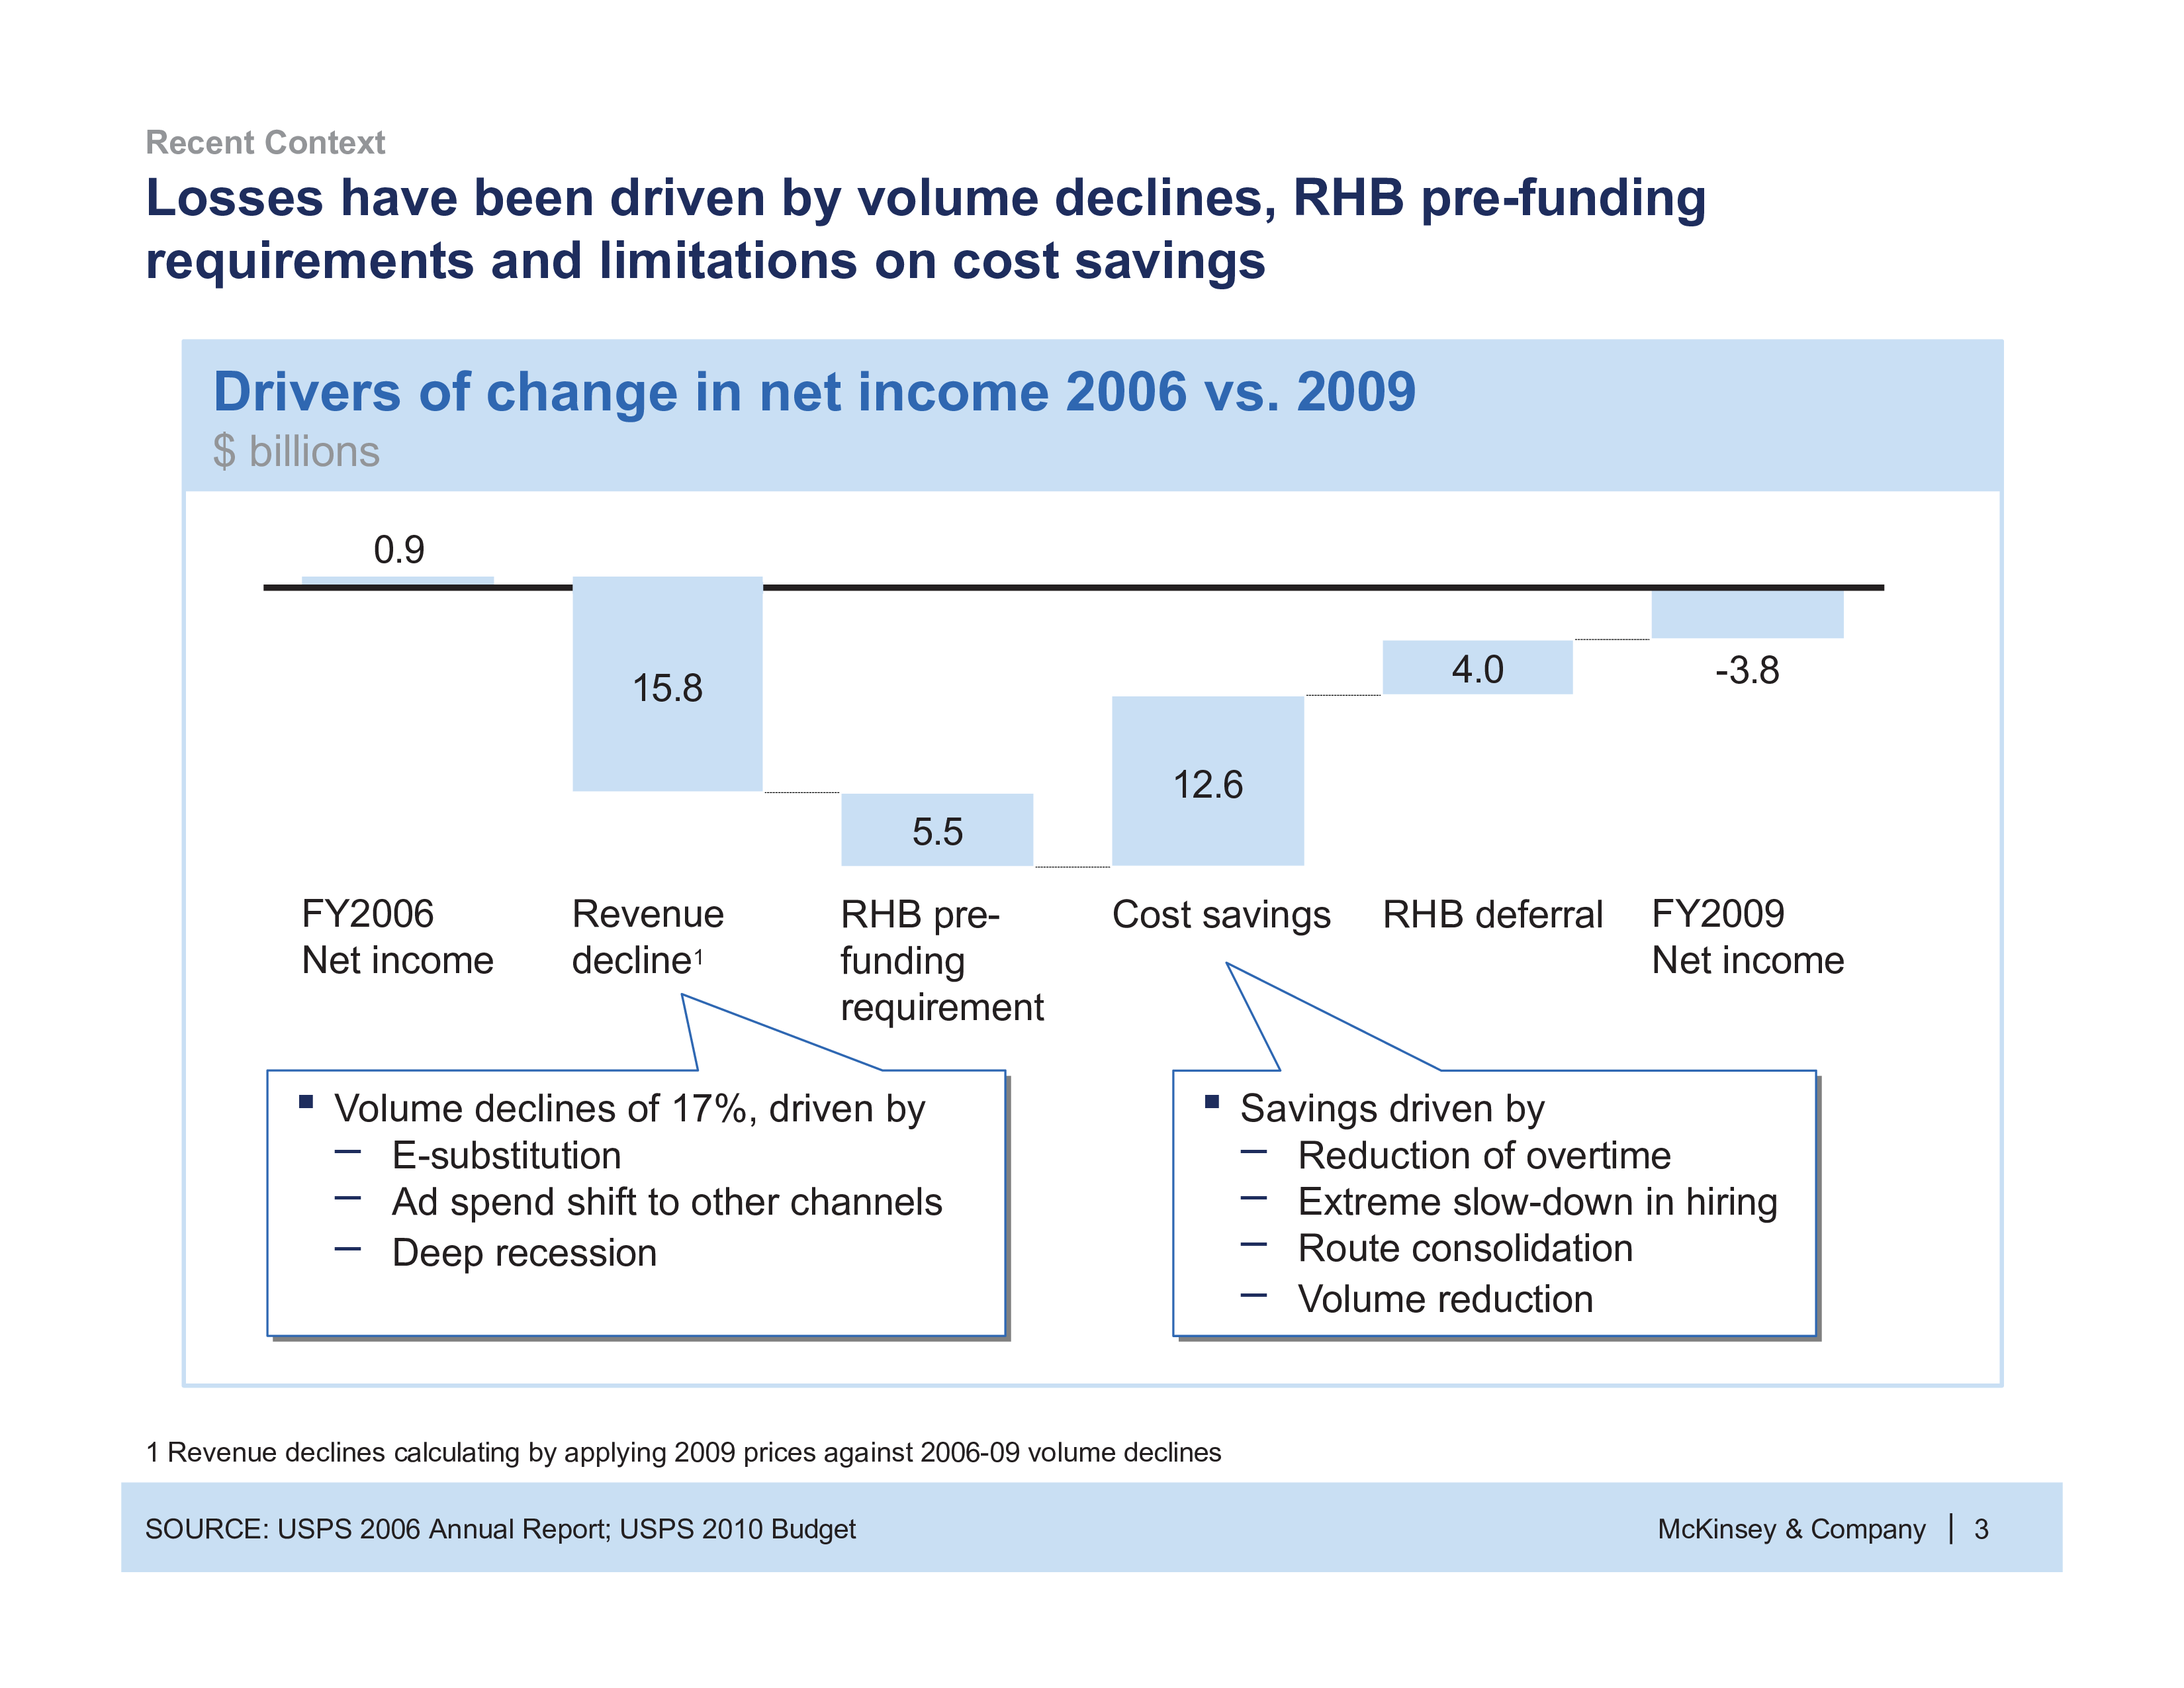 Recent Context
Losses have been driven by volume declines, RHB pre-funding
requirements and limitations on cost savings
Drivers of change in net income 2006 vs. 2009
$ billions
0.9
15.8
5.5
12.6
4.0
-3.8
FY2006
Net income
Revenue
decline1
RHB pre-
funding
requirement
Cost savings
RHB deferral
FY2009
Net income
▪ Volume declines of 17%, driven by
– E-substitution
– Ad spend shift to other channels
– Deep recession
▪ Savings driven by
– Reduction of overtime
– Extreme slow-down in hiring
– Route consolidation
– Volume reduction
1 Revenue declines calculating by applying 2009 prices against 2006-09 volume declines
SOURCE: USPS 2006 Annual Report; USPS 2010 Budget
McKinsey & Company | 3